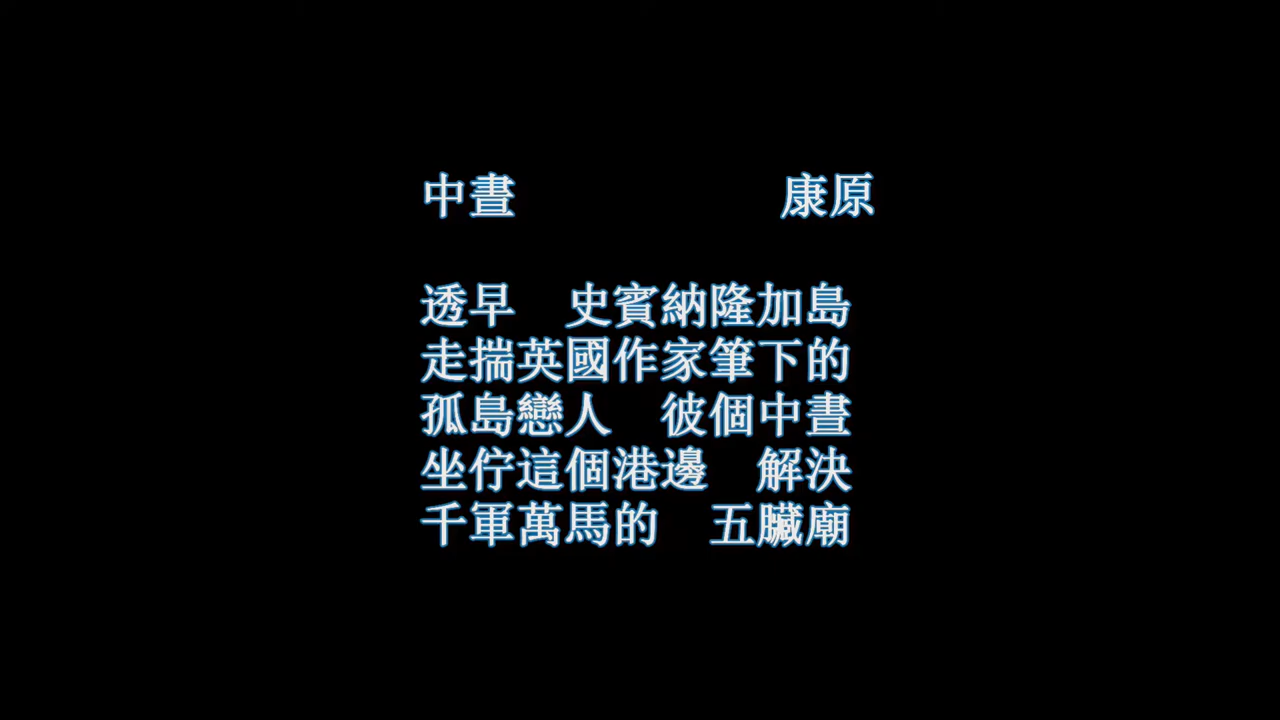 中晝　　　　　康原
透早　史賓納隆加島
走揣英國作家筆下的
孤島戀人　彼個中晝
坐佇這個港邊　解決
千軍萬馬的　五臟廟